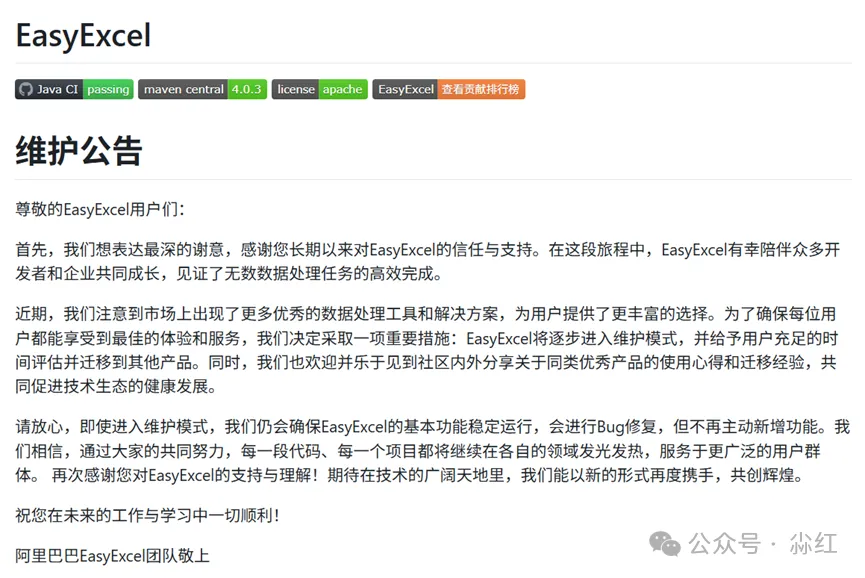 EasyExcel
Java CI passing maven central 4.0.3 license apache EasyExcel 查看贡献排行榜
维护公告
尊敬的EasyExcel用户们：
首先，我们想表达最深的谢意，感谢您长期以来对EasyExcel的信任与支持。在这段旅程中，EasyExcel有幸陪伴众多开
发者和企业共同成长，见证了无数数据处理任务的高效完成。
近期，我们注意到市场上出现了更多优秀的数据处理工具和解决方案，为用户提供了更丰富的选择。为了确保每位用
户都能享受到最佳的体验和服务，我们决定采取一项重要措施：EasyExcel将逐步进入维护模式，并给予用户充足的时
间评估并迁移到其他产品。同时，我们也欢迎并乐于见到社区内外分享关于同类优秀产品的使用心得和迁移经验，共
同促进技术生态的健康发展。
请放心，即使进入维护模式，我们仍会确保EasyExcel的基本功能稳定运行，会进行Bug修复，但不再主动新增功能。我
们相信，通过大家的共同努力，每一段代码、每一个项目都将继续在各自的领域发光发热，服务于更广泛的用户群
体。 再次感谢您对EasyExcel的支持与理解！期待在技术的广阔天地里，我们能以新的形式再度携手，共创辉煌。
祝您在未来的工作与学习中一切顺利！
阿里巴巴EasyExcel团队敬上
公众号 · 尛红